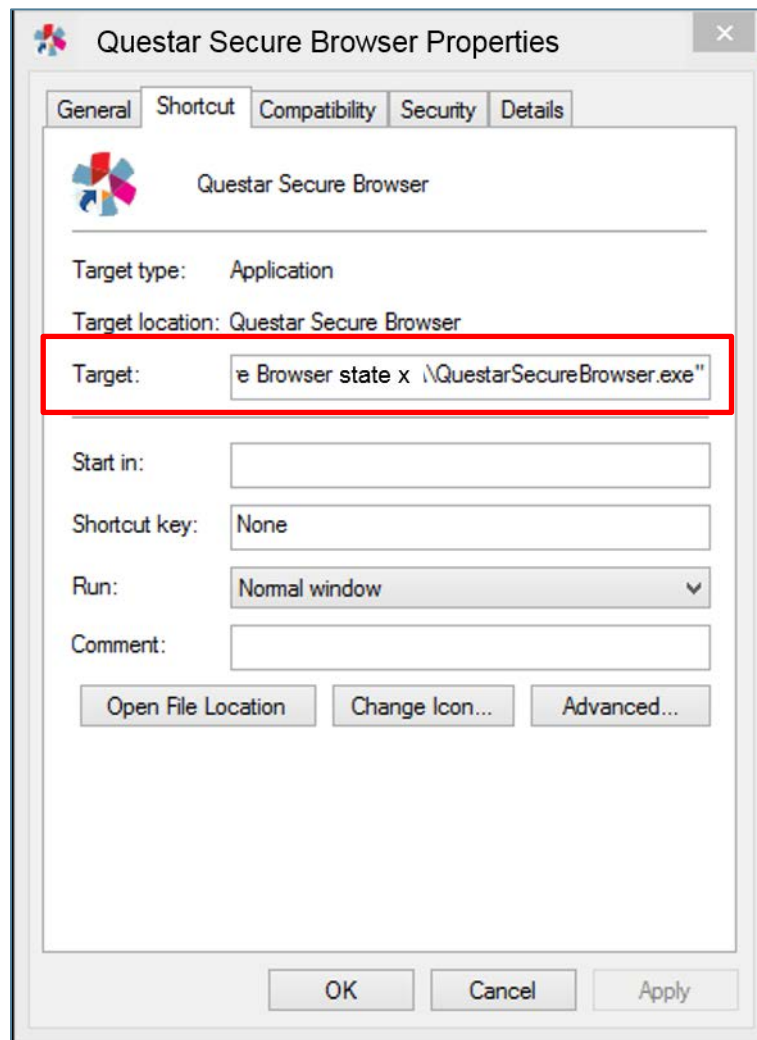 Questar Secure Browser Properties
General Shortcut Compatibility Security Details
Questar Secure Browser
Target type: Application
Target location: Questar Secure Browser
Target: e Browser state x \\QuestarSecureBrowser.exe"
Start in:
Shortcut key: None
Run: Normal window
Comment:
Open File Location Change Icon... Advanced...
OK Cancel Apply